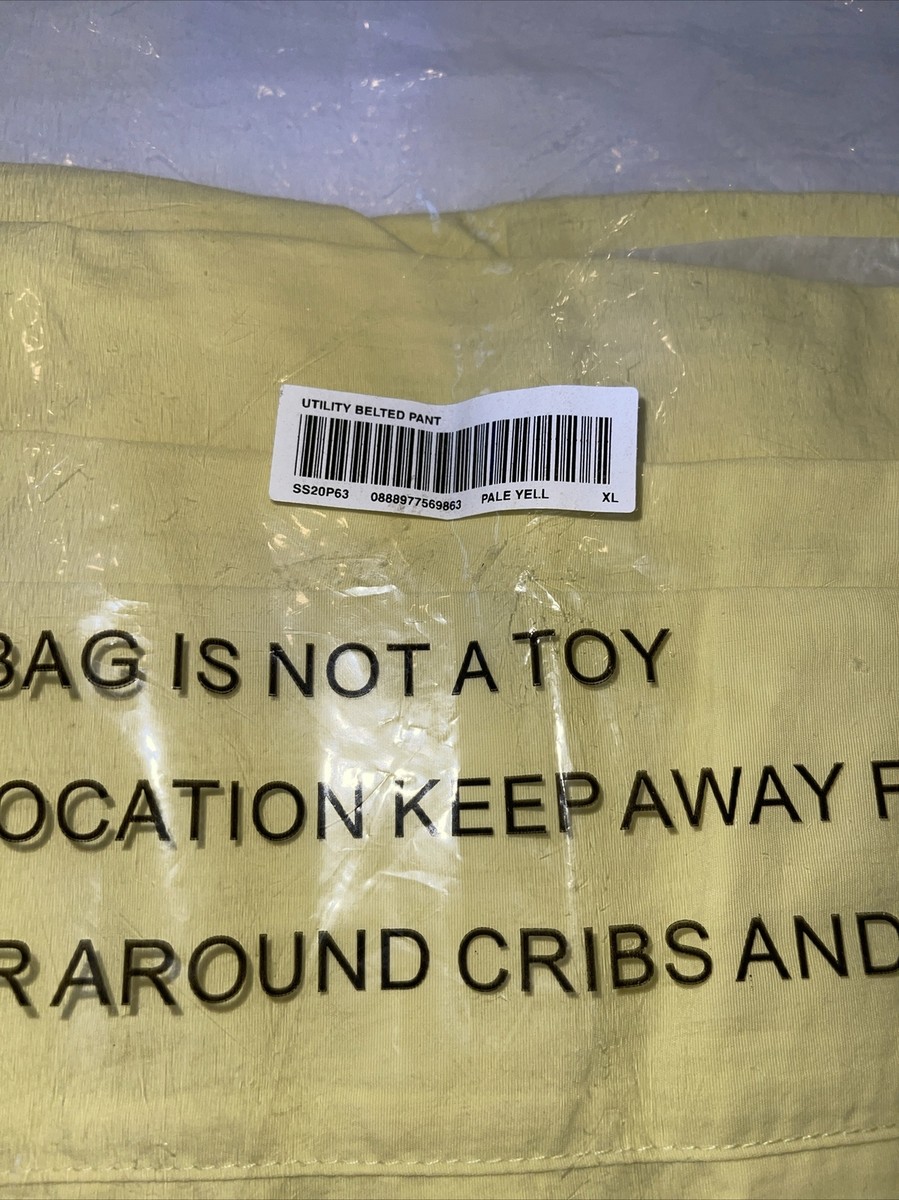 UTILITY BELTED PANT
SS20P63 0888977569863 PALE YELL XL
BAG IS NOT A TOY
OCATION KEEP AWAY F
R AROUND CRIBS AND